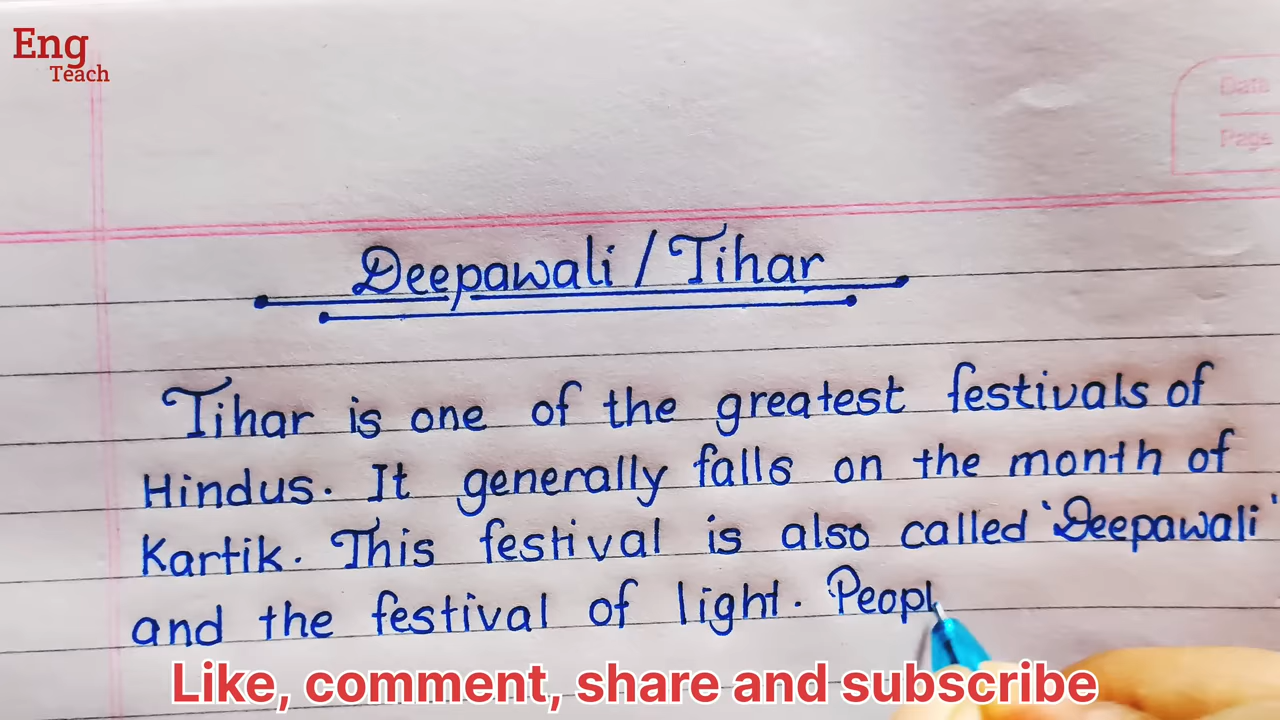 Eng
Teach
Date
Page
Deepawali / Tihar
Tihar is one of the greatest festivals of
Hindus. It generally falls on the month of
Kartik. This festival is also called 'Deepawali'
and the festival of light. Peopl
Like, comment, share and subscribe